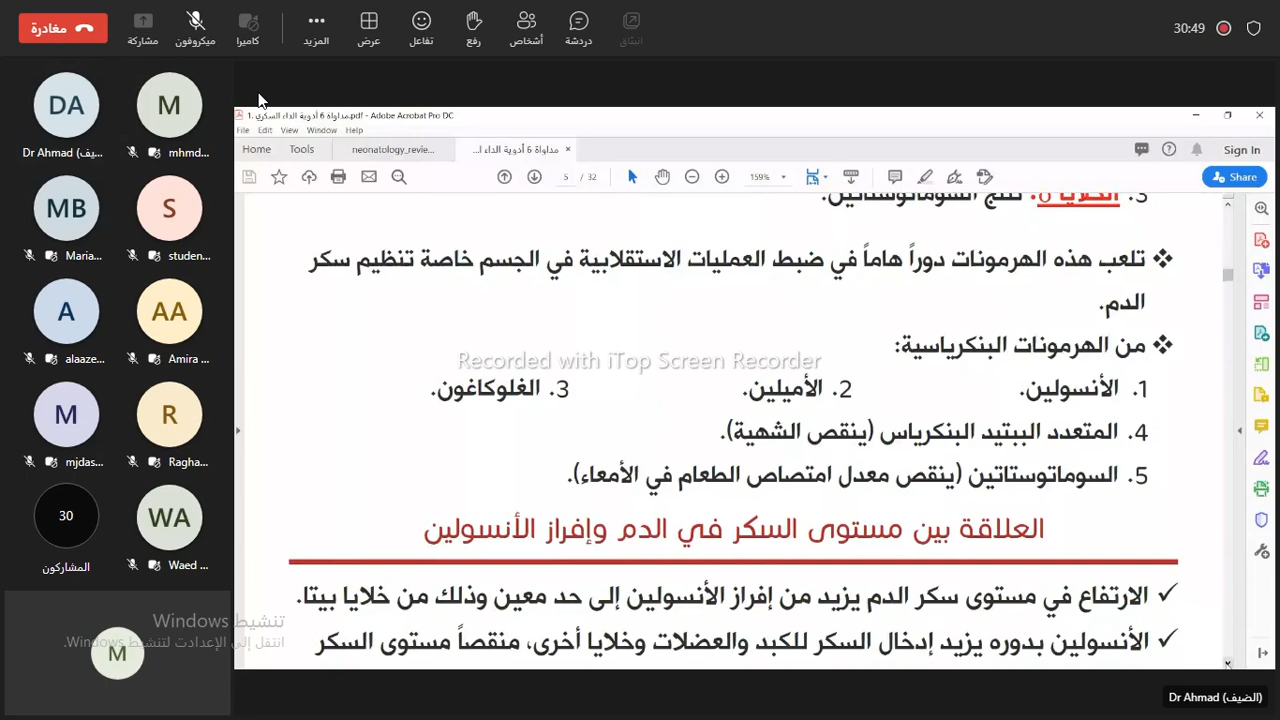 مغادرة
مشاركة
ميكروفون
كاميرا
المزيد
عرض
تفاعل
رفع
أشخاص
دردشة
انبثاق
30:49
DA
Dr Ahmad (الضيف)
M
mhmd...
MB
Maria...
S
studen...
A
alaaze...
AA
Amira ...
M
mjdas...
R
Ragha...
30
المشاركون
WA
Waed ...
M
تنشيط Windows
انتقل إلى الإعدادات لتنشيط Windows.
1. مداواة 6 أدوية الداء السكري.pdf - Adobe Acrobat Pro DC
File Edit View Window Help
Home Tools neonatology_revie... مداواة 6 أدوية الداء ا... × Sign In
5 / 32 159% Share
3. الخلايا δ: تنتج السوماتوستاتين.
❖ تلعب هذه الهرمونات دوراً هاماً في ضبط العمليات الاستقلابية في الجسم خاصة تنظيم سكر
الدم.
❖ من الهرمونات البنكرياسية:
Recorded with iTop Screen Recorder
1. الأنسولين. 2. الأميلين. 3. الغلوكاغون.
4. المتعدد الببتيد البنكرياس (ينقص الشهية).
5. السوماتوستاتين (ينقص معدل امتصاص الطعام في الأمعاء).
العلاقة بين مستوى السكر في الدم وإفراز الأنسولين
✓ الارتفاع في مستوى سكر الدم يزيد من إفراز الأنسولين إلى حد معين وذلك من خلايا بيتا.
✓ الأنسولين بدوره يزيد إدخال السكر للكبد والعضلات وخلايا أخرى، منقصاً مستوى السكر
Dr Ahmad (الضيف)